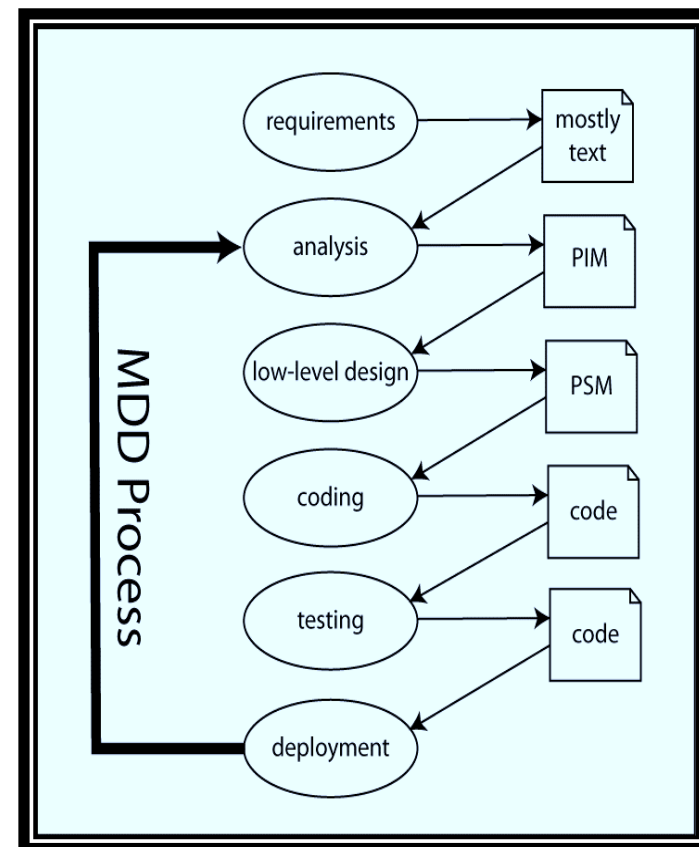 requirements
mostly
text
analysis
PIM
low-level design
PSM
coding
code
testing
code
deployment
MDD Process